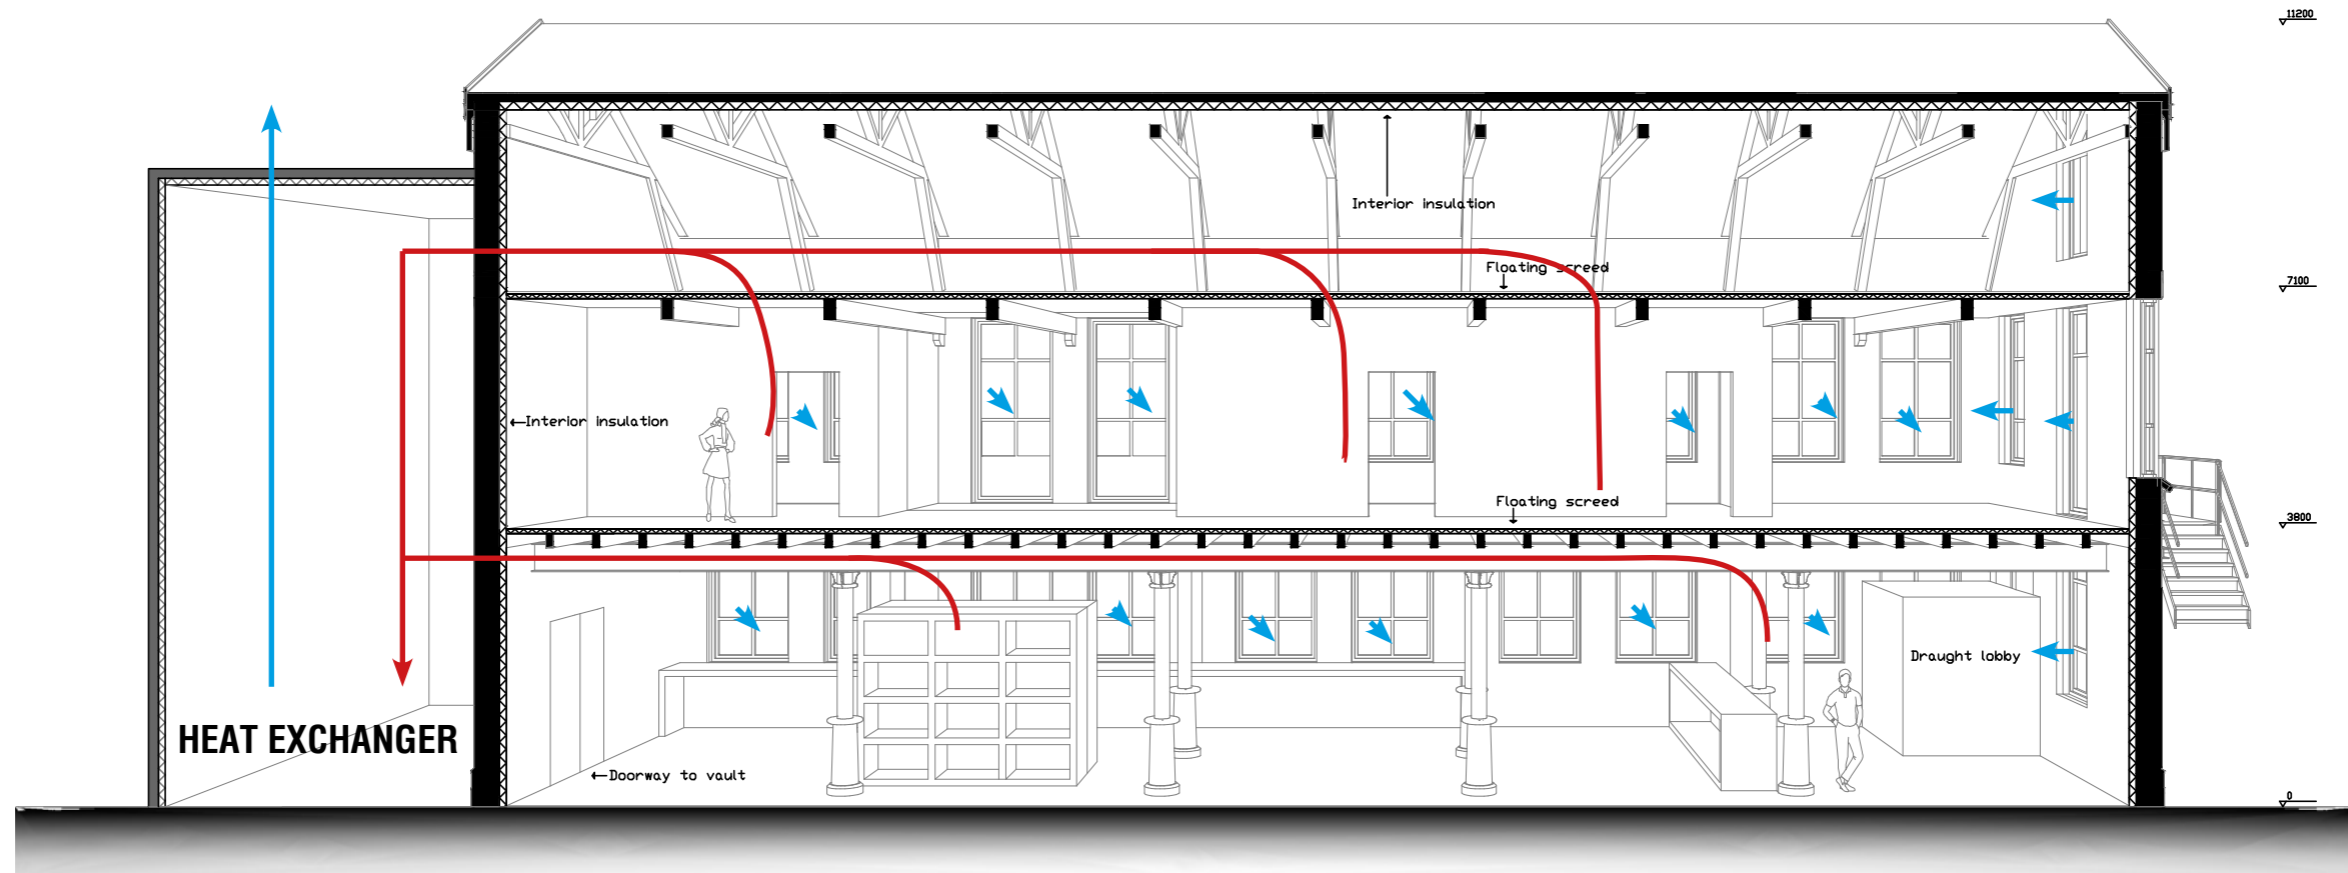 11200
Interior insulation
Floating screed
7100
Interior insulation
Floating screed
3800
Draught lobby
HEAT EXCHANGER
Doorway to vault
0